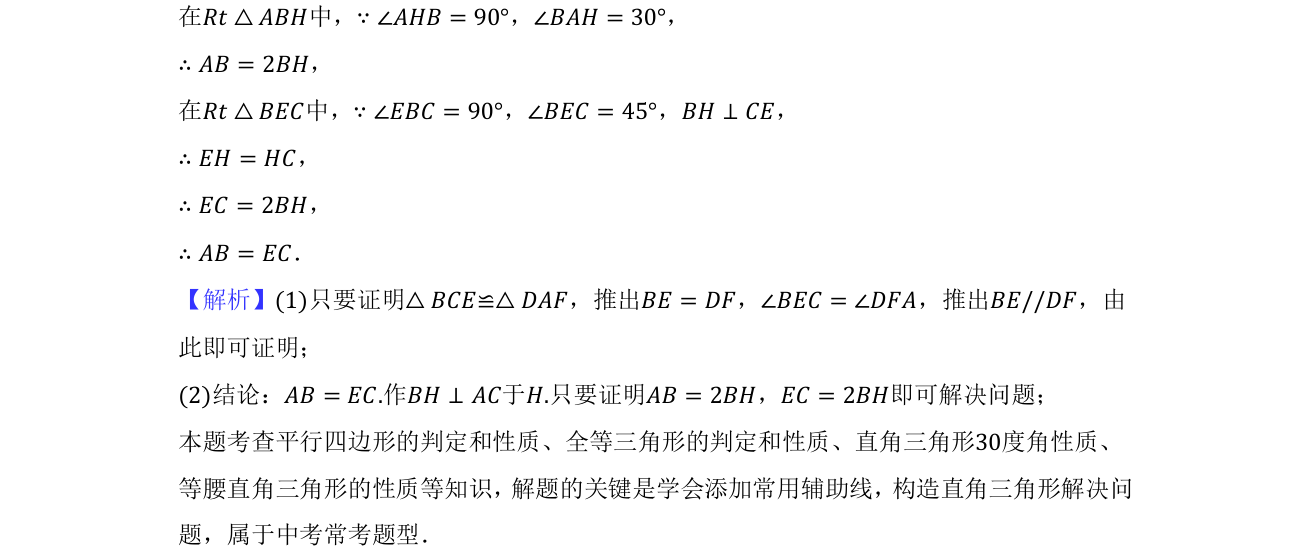 在Rt △ ABH中，∵ ∠AHB = 90°，∠BAH = 30°，
∴ AB = 2BH，
在Rt △ BEC中，∵ ∠EBC = 90°，∠BEC = 45°，BH ⊥ CE，
∴ EH = HC，
∴ EC = 2BH，
∴ AB = EC．
【解析】(1)只要证明△ BCE≌△ DAF，推出BE = DF，∠BEC = ∠DFA，推出BE//DF，由
此即可证明；
(2)结论：AB = EC.作BH ⊥ AC于H.只要证明AB = 2BH，EC = 2BH即可解决问题；
本题考查平行四边形的判定和性质、全等三角形的判定和性质、直角三角形30度角性质、
等腰直角三角形的性质等知识，解题的关键是学会添加常用辅助线，构造直角三角形解决问
题，属于中考常考题型．